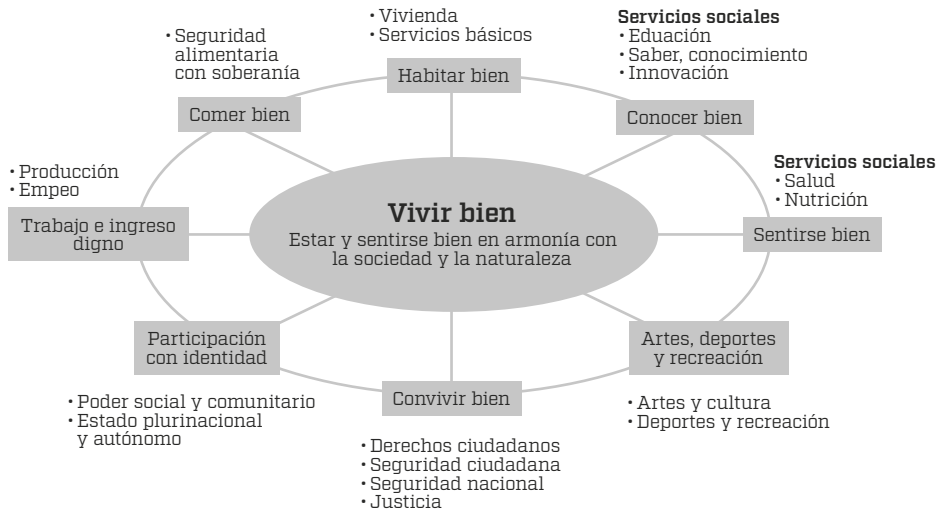 • Vivienda
• Servicios básicos
Habitar bien
Servicios sociales
• Eduación
• Saber, conocimiento
• Innovación
Conocer bien
Servicios sociales
• Salud
• Nutrición
Sentirse bien
Artes, deportes
y recreación
• Artes y cultura
• Deportes y recreación
Convivir bien
• Derechos ciudadanos
• Seguridad ciudadana
• Seguridad nacional
• Justicia
Participación
con identidad
• Poder social y comunitario
• Estado plurinacional
y autónomo
• Producción
• Empeo
Trabajo e ingreso
digno
• Seguridad
alimentaria
con soberanía
Comer bien
Vivir bien
Estar y sentirse bien en armonía con
la sociedad y la naturaleza